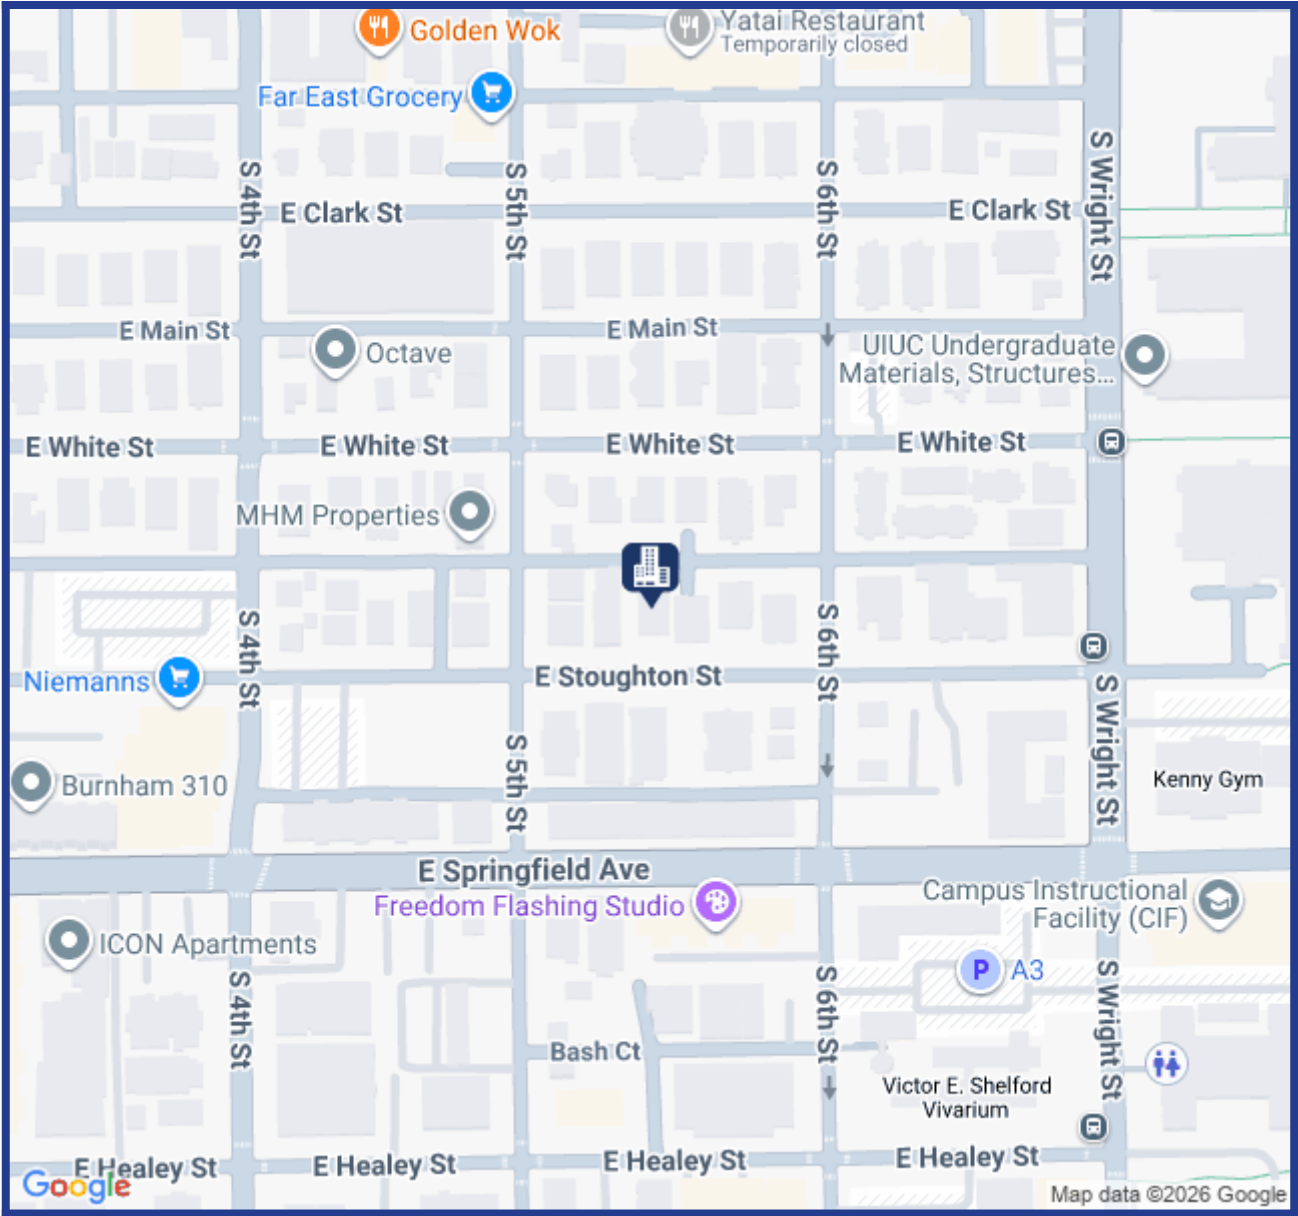 Golden Wok
Yatai Restaurant
Temporarily closed
Far East Grocery
S 4th St
S 5th St
S 6th St
S Wright St
E Clark St
E Clark St
E Main St
E Main St
Octave
UIUC Undergraduate
Materials, Structures...
E White St
E White St
E White St
E White St
MHM Properties
S 4th St
S 6th St
E Stoughton St
Niemanns
S Wright St
S 5th St
Burnham 310
Kenny Gym
E Springfield Ave
Freedom Flashing Studio
Campus Instructional
Facility (CIF)
ICON Apartments
P A3
S 4th St
S 6th St
S Wright St
Bash Ct
Victor E. Shelford
Vivarium
E Healey St
E Healey St
E Healey St
E Healey St
Google
Map data ©2026 Google